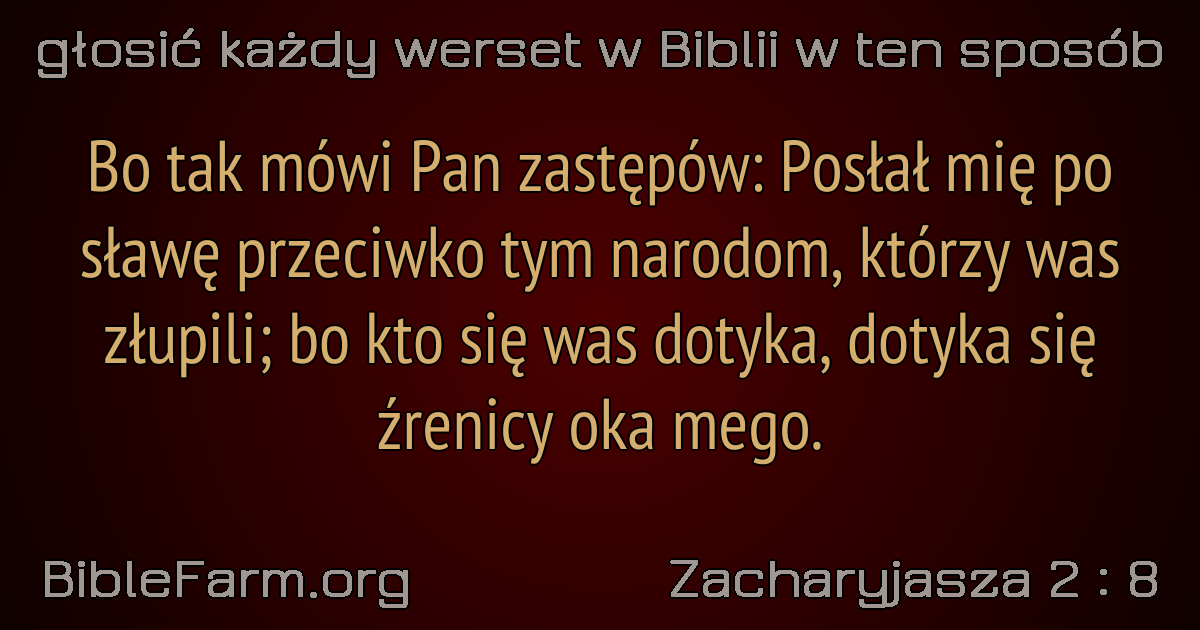 głosić każdy werset w Biblii w ten sposób
Bo tak mówi Pan zastępów: Posłał mię po
sławę przeciwko tym narodom, którzy was
złupili; bo kto się was dotyka, dotyka się
źrenicy oka mego.
BibleFarm.org
Zacharyjasza 2 : 8